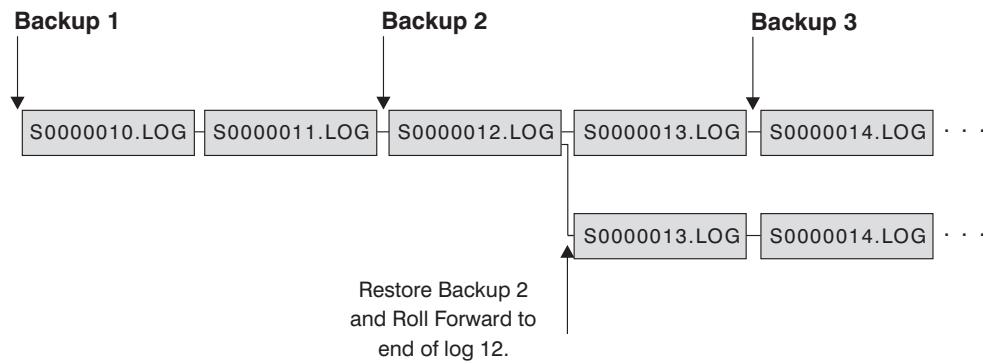 Backup 1
Backup 2
Backup 3
S0000010.LOG
S0000011.LOG
S0000012.LOG
S0000013.LOG
S0000014.LOG
. . .
S0000013.LOG
S0000014.LOG
. . .
Restore Backup 2
and Roll Forward to
end of log 12.